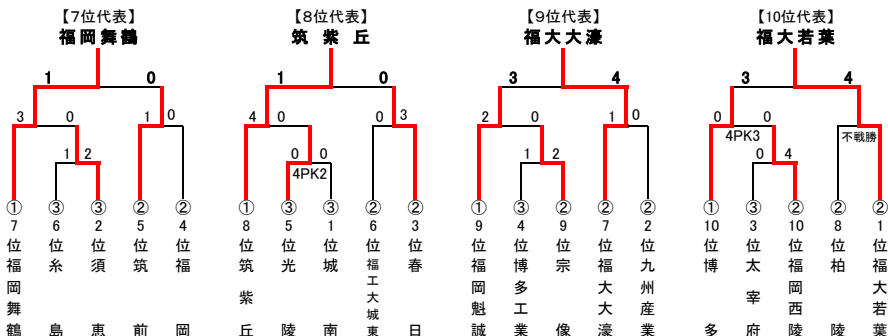 【7位代表】 【8位代表】 【9位代表】 【10位代表】
福岡舞鶴 筑紫丘 福大大濠 福大若葉
1 0 1 0 3 4 3 4
3 0 1 0 4 0 0 3 2 0 1 0 0 4PK3 0 不戦勝
1 2 0 0 4PK2 1 2 0 4
① ③ ③ ② ② ① ③ ③ ② ② ① ③ ② ② ② ① ③ ② ② ②
7位福岡舞鶴
6位糸島
2位須恵
5位筑前
4位福岡
8位筑紫丘
5位光陵
1位城南
6位福工大城東
3位春日
9位福岡魁誠
4位博多工業
9位宗像
7位福大大濠
2位九州産業
10位博多
3位太宰府
10位福岡西陵
8位柏陵
1位福大若葉